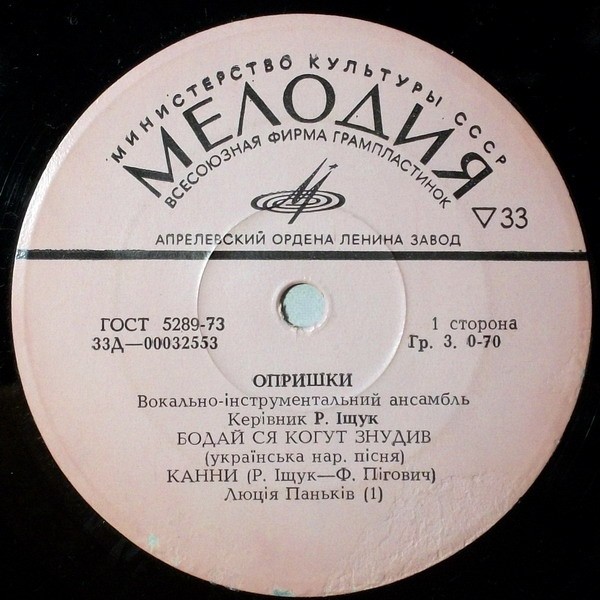 МИНИСТЕРСТВО КУЛЬТУРЫ СССР
МЕЛОДИЯ
ВСЕСОЮЗНАЯ ФИРМА ГРАМПЛАСТИНОК
▽33
АПРЕЛЕВСКИЙ ОРДЕНА ЛЕНИНА ЗАВОД
ГОСТ 5289-73
1 сторона
33Д—00032553
Гр. 3. 0-70
ОПРИШКИ
Вокально-інструментальний ансамбль
Керівник Р. Іщук
БОДАЙ СЯ КОГУТ ЗНУДИВ
(українська нар. пісня)
КАННИ (Р. Іщук—Ф. Пігович)
Люція Паньків (1)